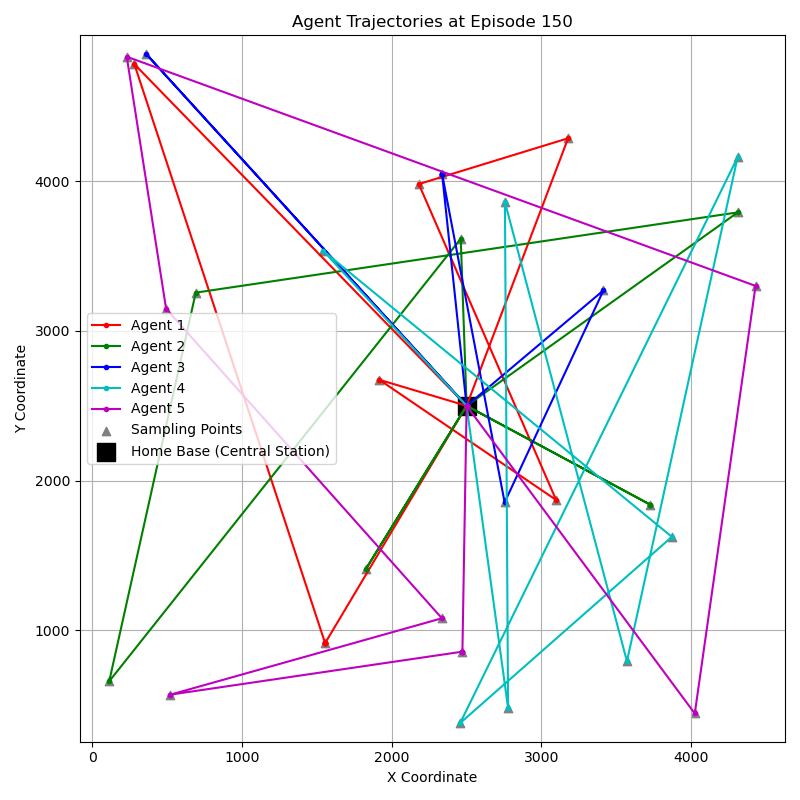 Agent Trajectories at Episode 150
Y Coordinate
4000
3000
2000
1000
Agent 1
Agent 2
Agent 3
Agent 4
Agent 5
Sampling Points
Home Base (Central Station)
0 1000 2000 3000 4000
X Coordinate